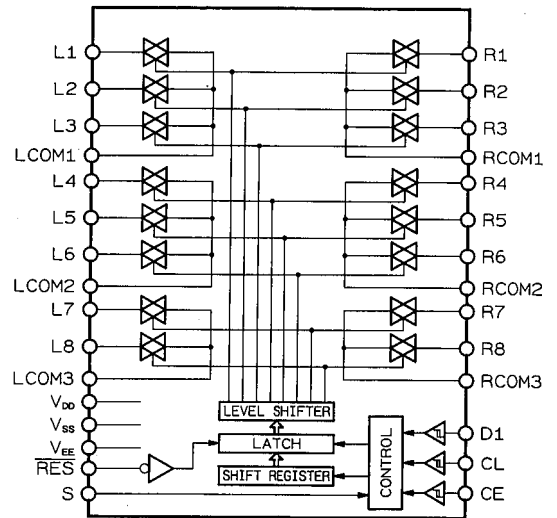 L1
L2
L3
LCOM1
L4
L5
L6
LCOM2
L7
L8
LCOM3
VDD
VSS
VEE
RES
S
R1
R2
R3
RCOM1
R4
R5
R6
RCOM2
R7
R8
RCOM3
D1
CL
CE
LEVEL SHIFTER
LATCH
SHIFT REGISTER
CONTROL